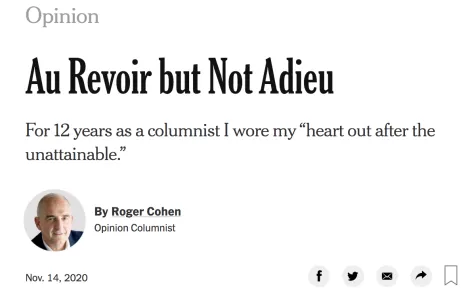 Opinion
Au Revoir but Not Adieu
For 12 years as a columnist I wore my “heart out after the
unattainable.”
By Roger Cohen
Opinion Columnist
Nov. 14, 2020